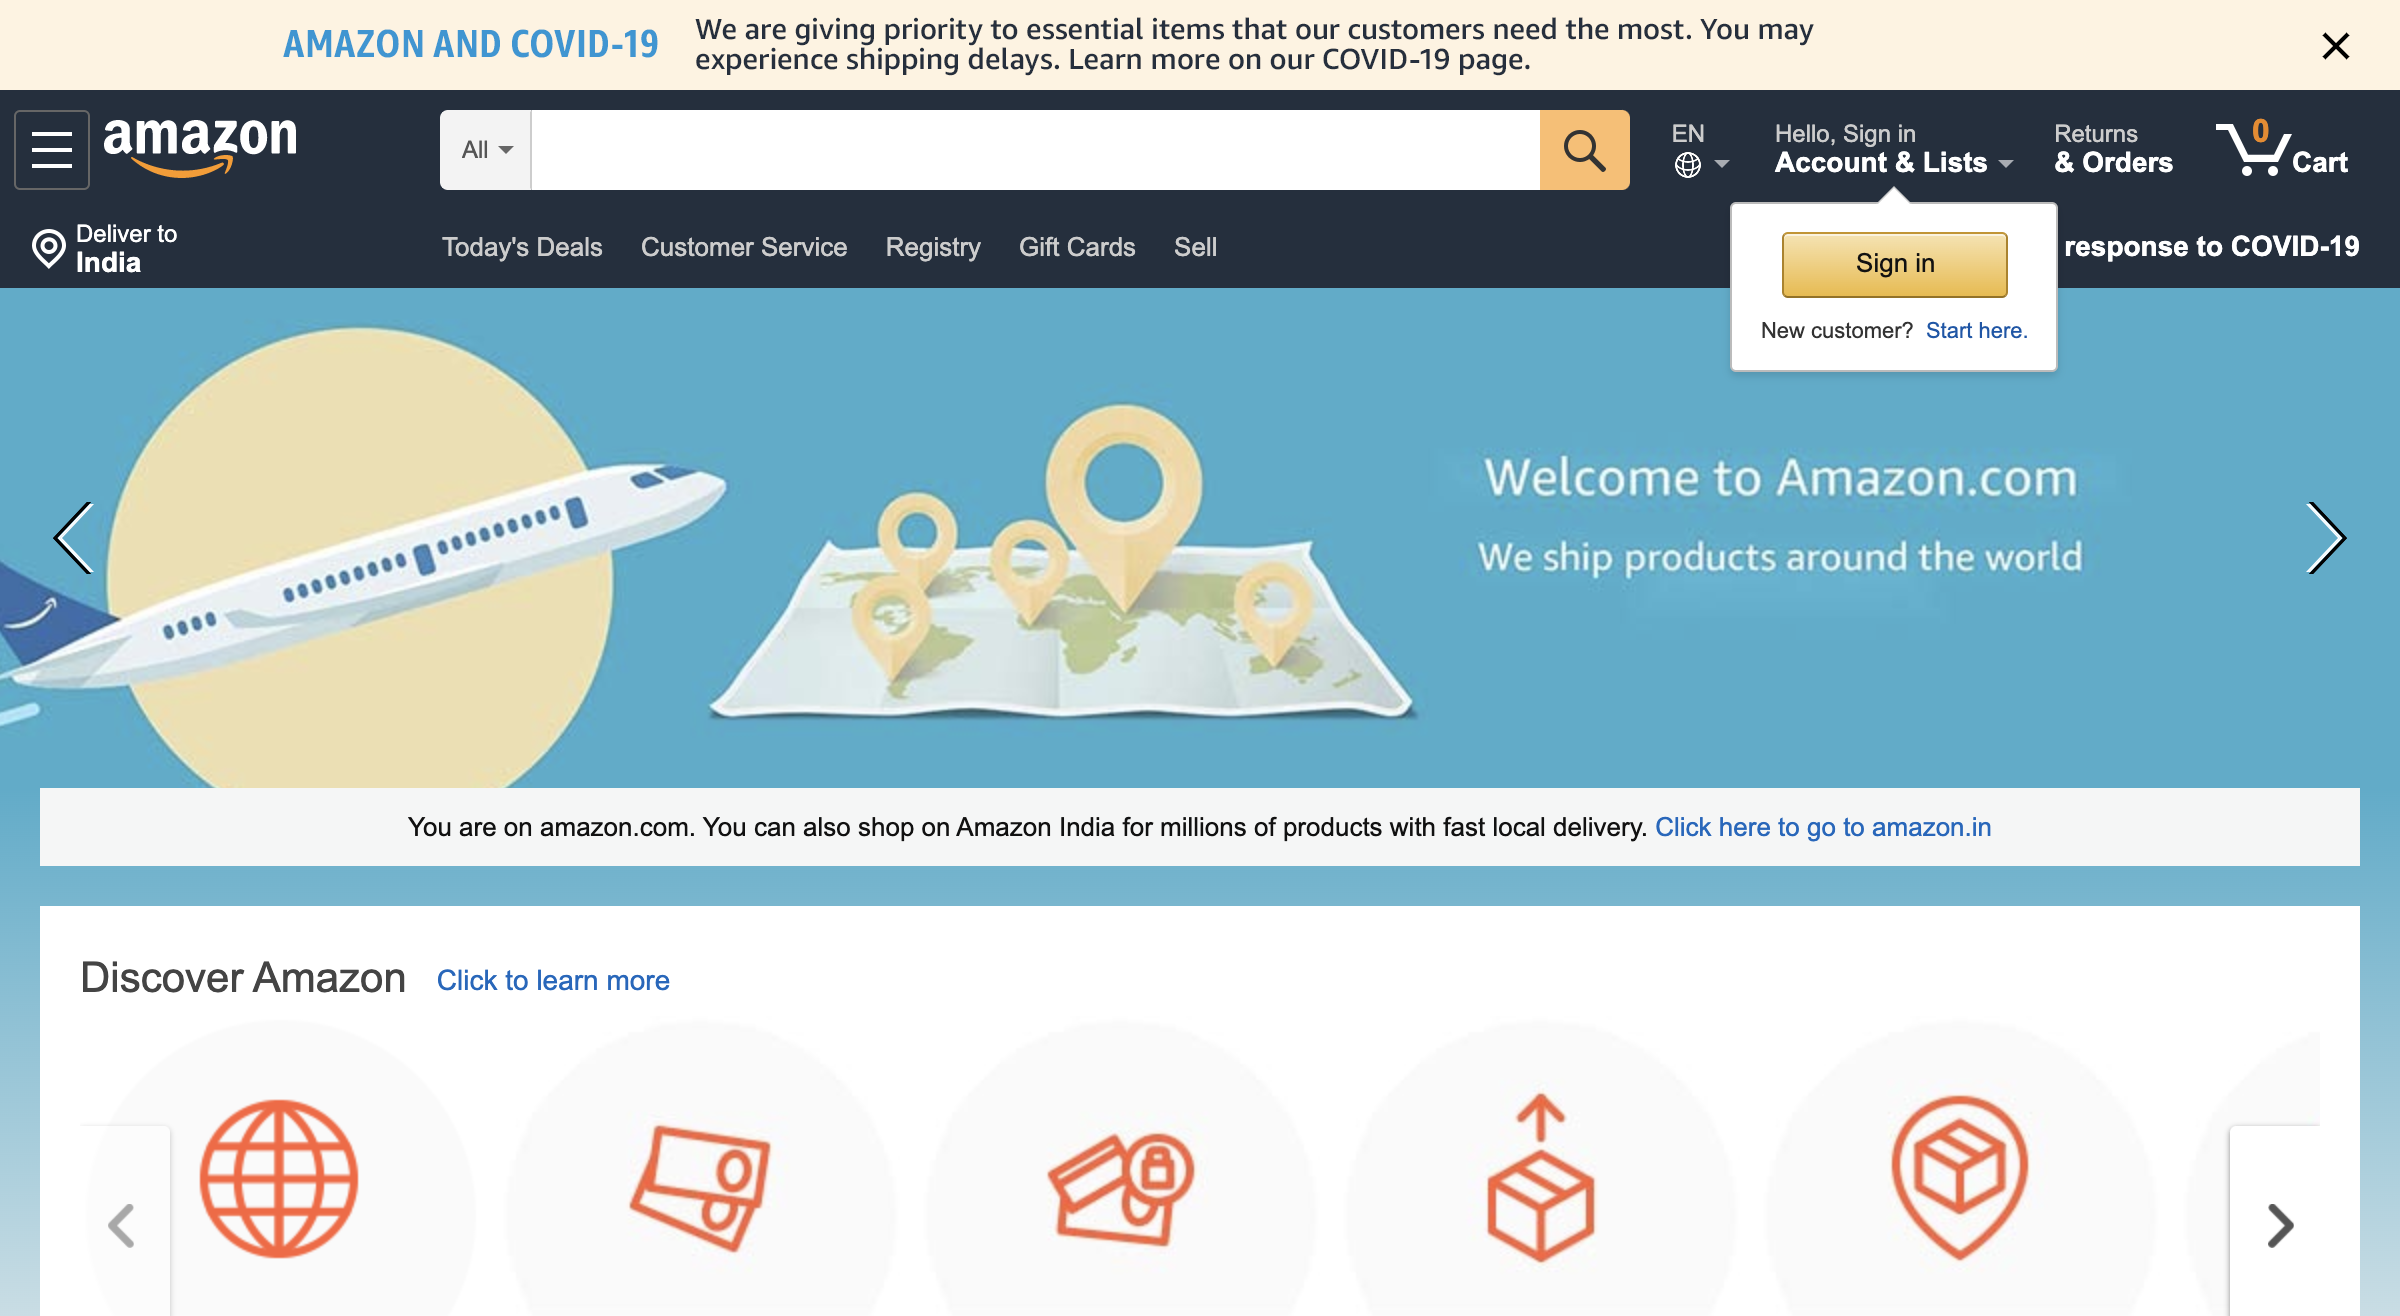 AMAZON AND COVID-19
We are giving priority to essential items that our customers need the most. You may
experience shipping delays. Learn more on our COVID-19 page.
amazon
All
EN
Hello, Sign in
Account & Lists
Returns
& Orders
0
Cart
Deliver to
India
Today's Deals
Customer Service
Registry
Gift Cards
Sell
response to COVID-19
Sign in
New customer? Start here.
Welcome to Amazon.com
We ship products around the world
You are on amazon.com. You can also shop on Amazon India for millions of products with fast local delivery. Click here to go to amazon.in
Discover Amazon
Click to learn more